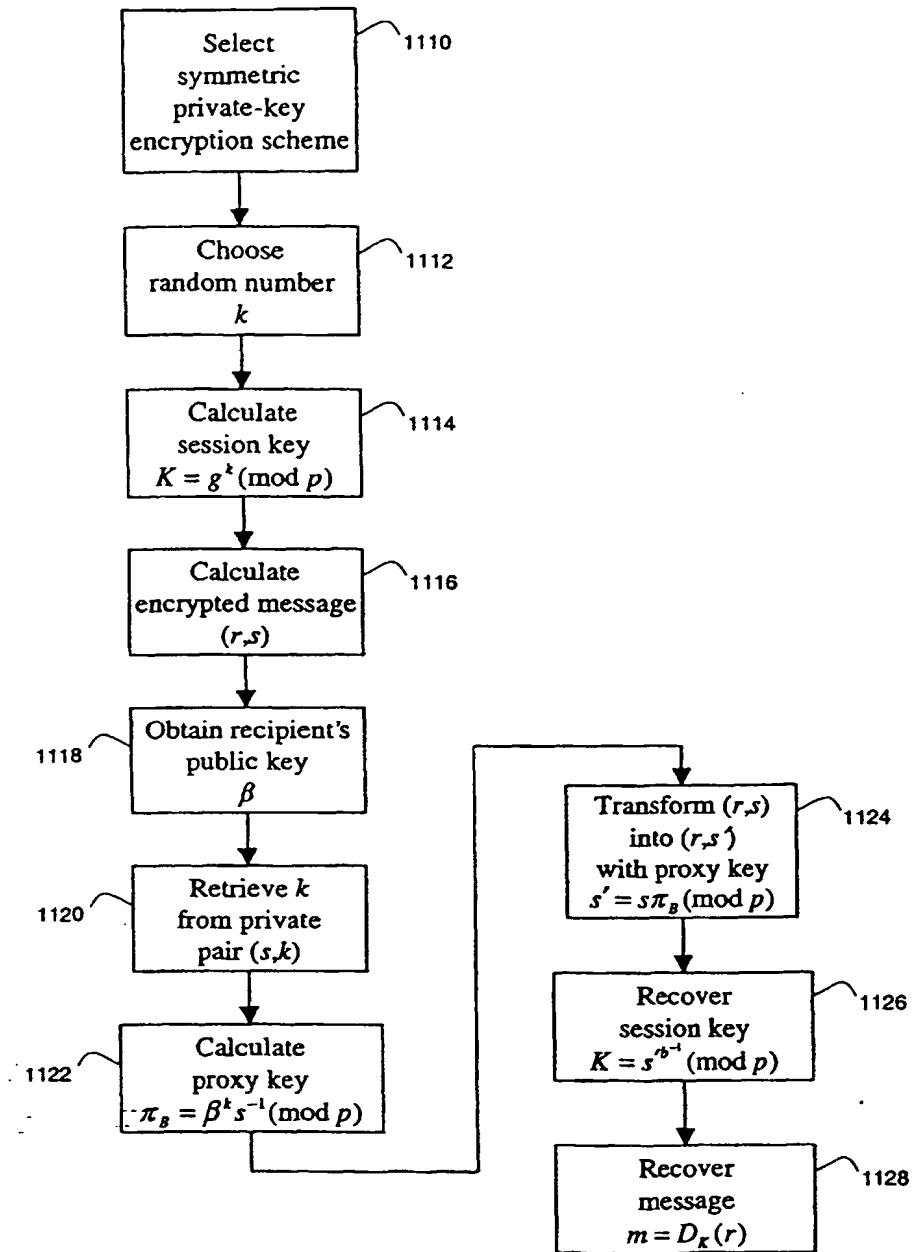 Select
symmetric
private-key
encryption scheme
1110
Choose
random number
k
1112
Calculate
session key
K = g^k (mod p)
1114
Calculate
encrypted message
(r,s)
1116
Obtain recipient's
public key
β
1118
Retrieve k
from private
pair (s,k)
1120
Calculate
proxy key
π_B = β^k s^{-1} (mod p)
1122
Transform (r,s)
into (r,s')
with proxy key
s' = sπ_B (mod p)
1124
Recover
session key
K = s'^{b^{-1}} (mod p)
1126
Recover
message
m = D_K(r)
1128